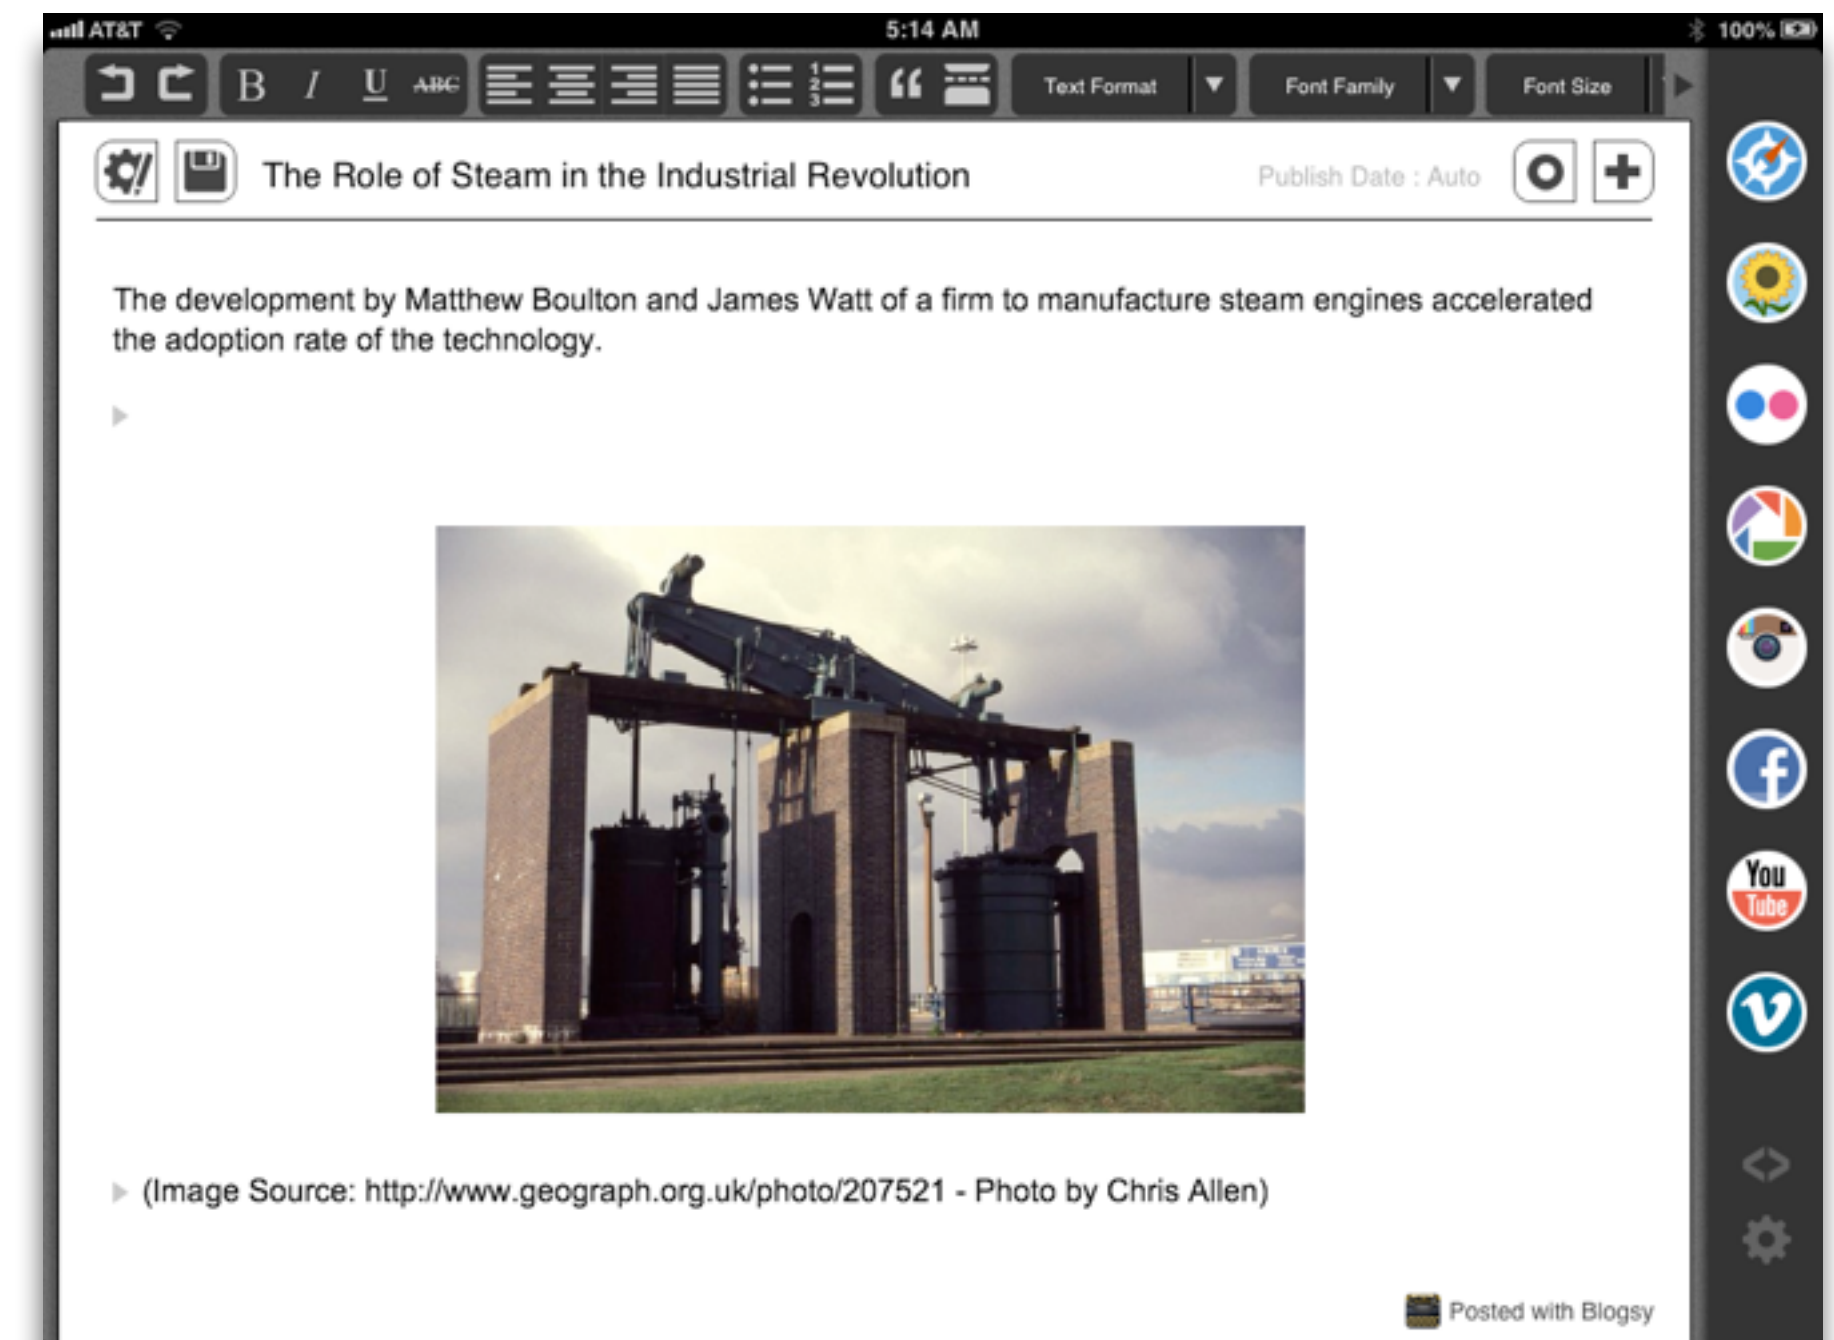 AT&T 5:14 AM 100%
B I U ABC 1 2 3 Text Format Font Family Font Size
The Role of Steam in the Industrial Revolution Publish Date : Auto
The development by Matthew Boulton and James Watt of a firm to manufacture steam engines accelerated
the adoption rate of the technology.
You
Tube
(Image Source: http://www.geograph.org.uk/photo/207521 - Photo by Chris Allen)
Posted with Blogsy